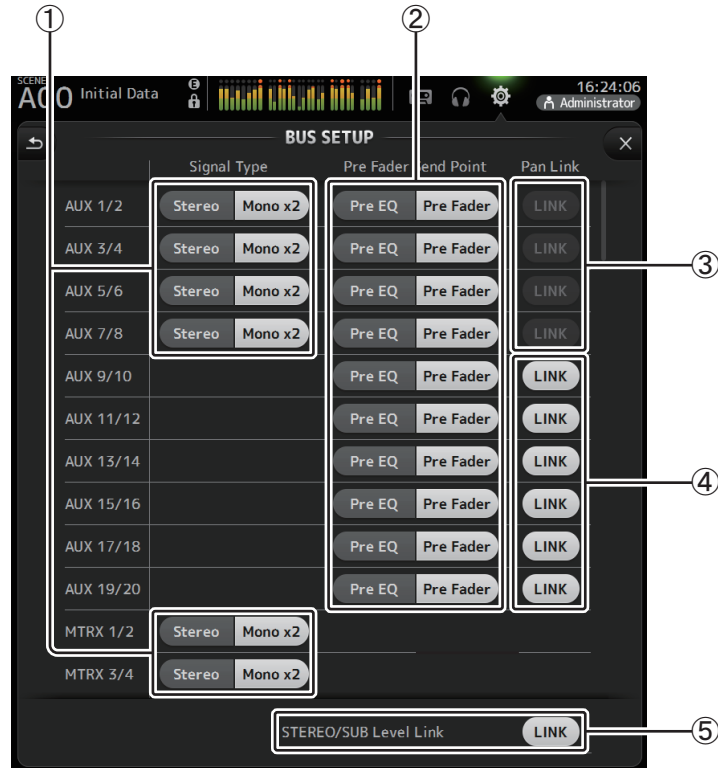 ① ②
SCENE
A00 Initial Data E 16:24:06
Administrator
BUS SETUP
Signal Type Pre Fader Send Point Pan Link
AUX 1/2 Stereo Mono x2 Pre EQ Pre Fader LINK
AUX 3/4 Stereo Mono x2 Pre EQ Pre Fader LINK
③
AUX 5/6 Stereo Mono x2 Pre EQ Pre Fader LINK
AUX 7/8 Stereo Mono x2 Pre EQ Pre Fader LINK
AUX 9/10 Pre EQ Pre Fader LINK
AUX 11/12 Pre EQ Pre Fader LINK
AUX 13/14 Pre EQ Pre Fader LINK
④
AUX 15/16 Pre EQ Pre Fader LINK
AUX 17/18 Pre EQ Pre Fader LINK
AUX 19/20 Pre EQ Pre Fader LINK
MTRX 1/2 Stereo Mono x2
MTRX 3/4 Stereo Mono x2
STEREO/SUB Level Link LINK ⑤